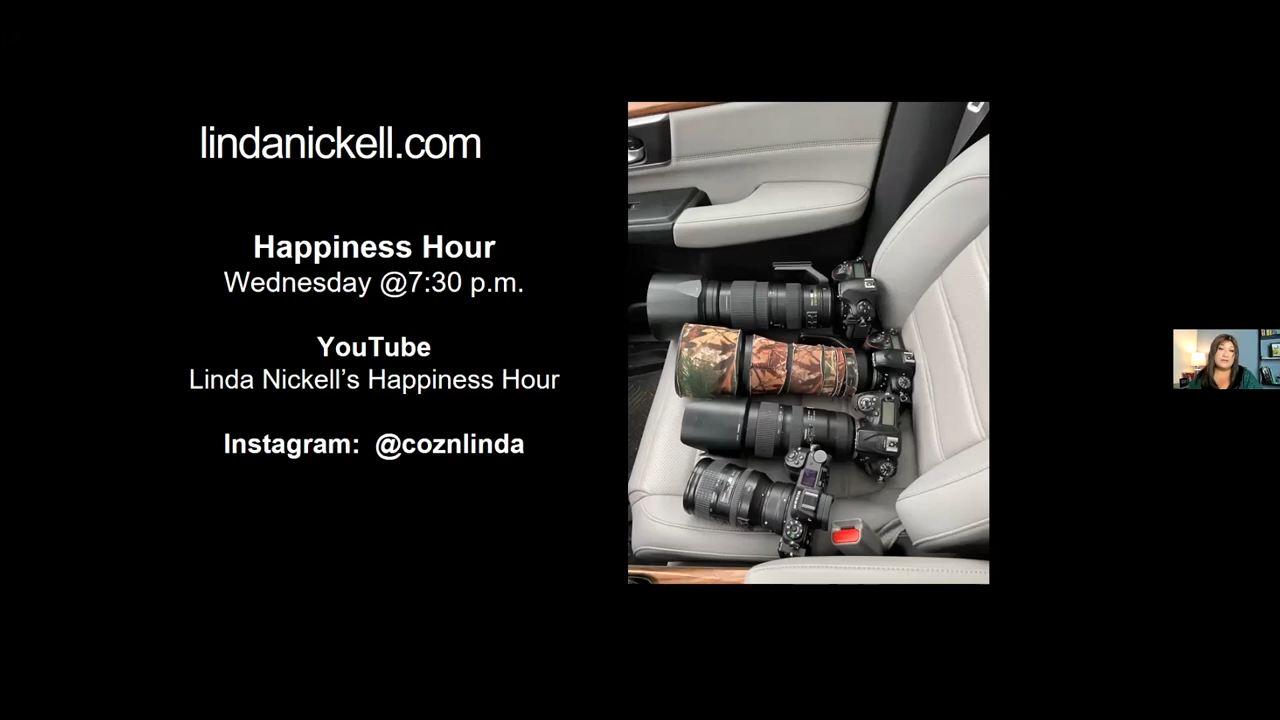 lindanickell.com
Happiness Hour
Wednesday @7:30 p.m.
YouTube
Linda Nickell’s Happiness Hour
Instagram: @coznlinda